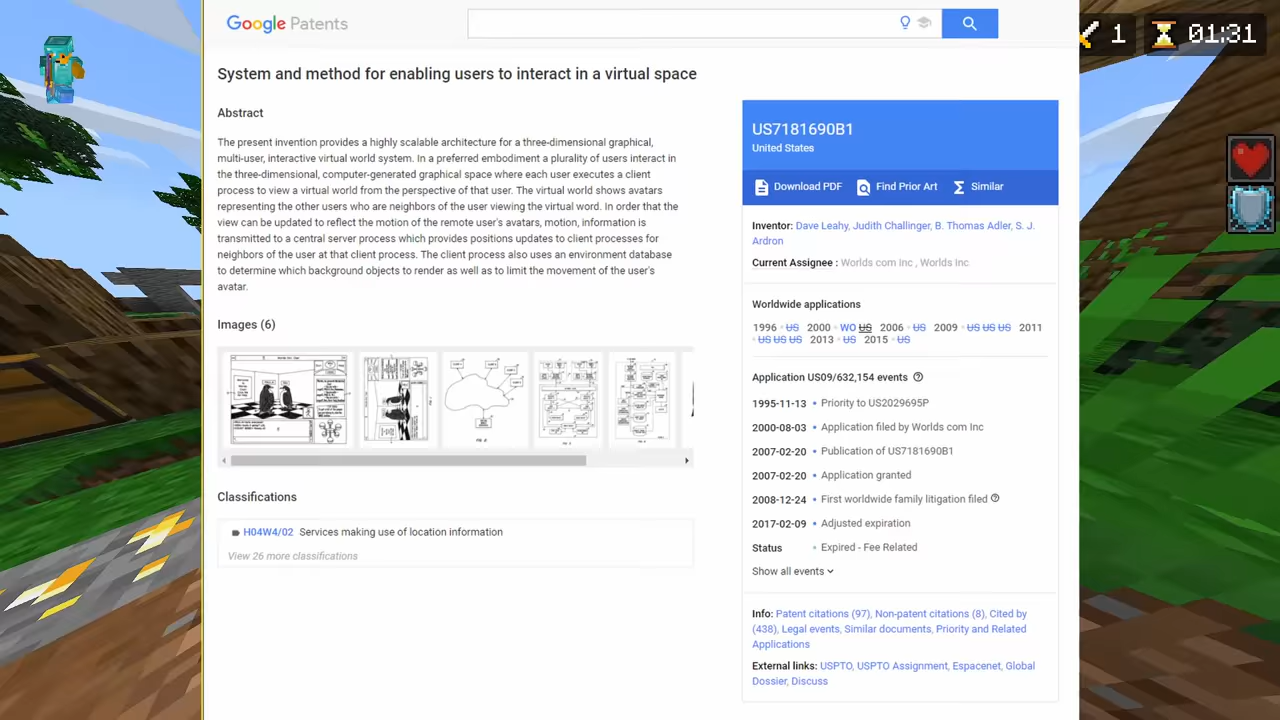 Google Patents
1
01:31
System and method for enabling users to interact in a virtual space
Abstract
The present invention provides a highly scalable architecture for a three-dimensional graphical,
multi-user, interactive virtual world system. In a preferred embodiment a plurality of users interact in
the three-dimensional, computer-generated graphical space where each user executes a client
process to view a virtual world from the perspective of that user. The virtual world shows avatars
representing the other users who are neighbors of the user viewing the virtual word. In order that the
view can be updated to reflect the motion of the remote user's avatars, motion, information is
transmitted to a central server process which provides positions updates to client processes for
neighbors of the user at that client process. The client process also uses an environment database
to determine which background objects to render as well as to limit the movement of the user's
avatar.
Images (6)
Classifications
H04W4/02 Services making use of location information
View 26 more classifications
US7181690B1
United States
Download PDF Find Prior Art Similar
Inventor: Dave Leahy, Judith Challinger, B. Thomas Adler, S. J.
Ardron
Current Assignee : Worlds com Inc , Worlds Inc
Worldwide applications
1996 · US 2000 · WO US 2006 · US 2009 · US US US 2011
· US US US 2013 · US 2015 · US
Application US09/632,154 events
1995-11-13 • Priority to US2029695P
2000-08-03 • Application filed by Worlds com Inc
2007-02-20 • Publication of US7181690B1
2007-02-20 • Application granted
2008-12-24 • First worldwide family litigation filed
2017-02-09 • Adjusted expiration
Status • Expired - Fee Related
Show all events
Info: Patent citations (97), Non-patent citations (8), Cited by
(438), Legal events, Similar documents, Priority and Related
Applications
External links: USPTO, USPTO Assignment, Espacenet, Global
Dossier, Discuss